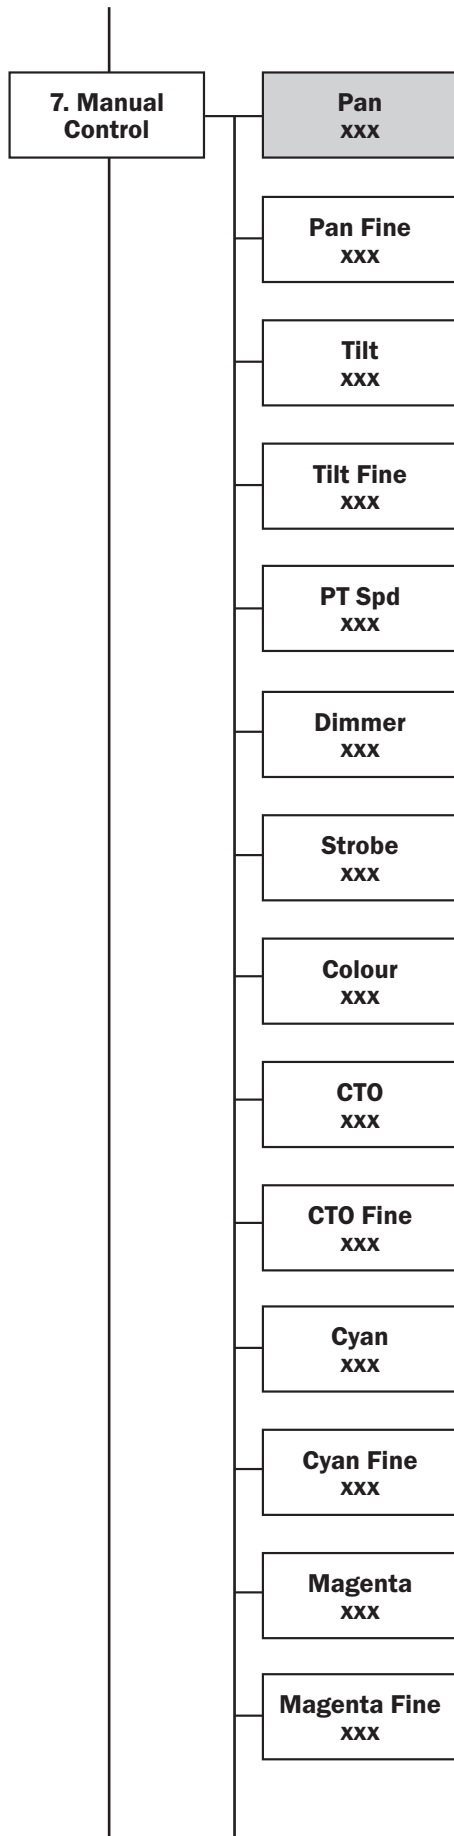 7. Manual
Control
Pan
xxx
Pan Fine
xxx
Tilt
xxx
Tilt Fine
xxx
PT Spd
xxx
Dimmer
xxx
Strobe
xxx
Colour
xxx
CTO
xxx
CTO Fine
xxx
Cyan
xxx
Cyan Fine
xxx
Magenta
xxx
Magenta Fine
xxx